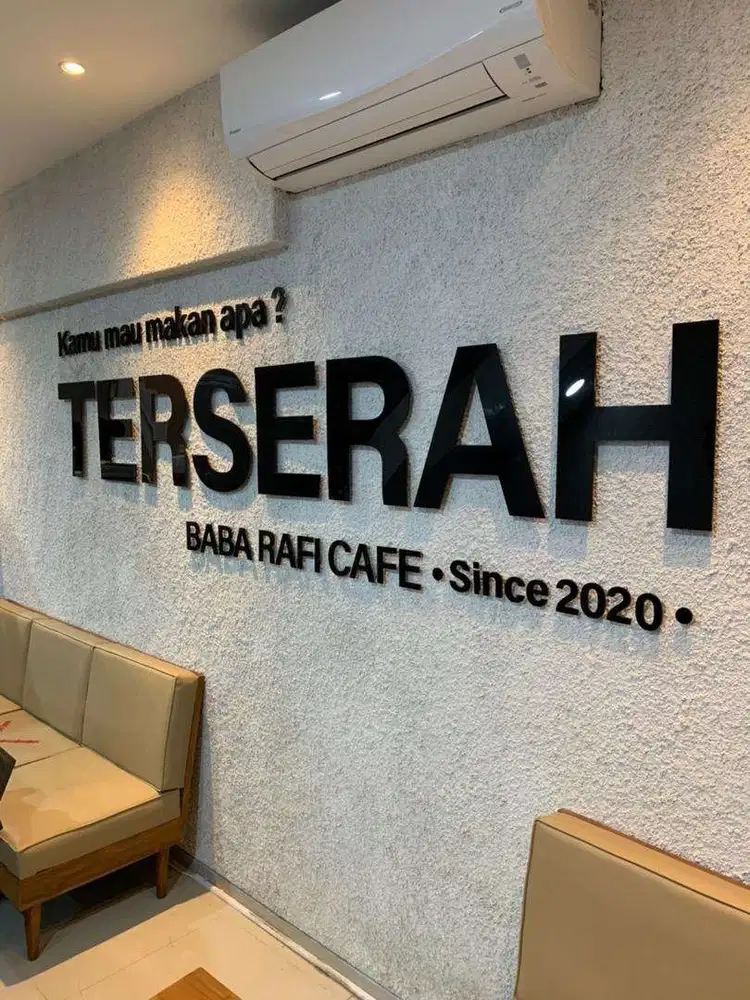 Kamu mau makan apa ?
TERSERAH
BABA RAFI CAFE • Since 2020 •